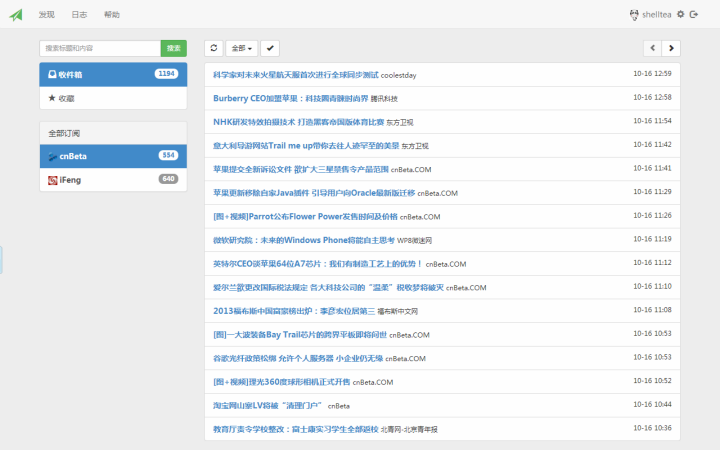 发现 日志 帮助 shelltea
搜索标题和内容 搜索 全部
收件箱 1194
收藏
全部订阅
cnBeta 554
iFeng 640
科学家对未来火星航天服首次进行全球同步测试 coolestday 10-16 12:59
Burberry CEO加盟苹果：科技圈青睐时尚界 腾讯科技 10-16 12:58
NHK研发特效拍摄技术 打造黑客帝国版体育比赛 东方卫视 10-16 11:54
意大利导游网站Trail me up带你去往人迹罕至的美景 东方卫视 10-16 11:42
苹果提交全新诉讼文件 欲扩大三星禁售令产品范围 cnBeta.COM 10-16 11:41
苹果更新移除自家Java插件 引导用户向Oracle最新版迁移 cnBeta.COM 10-16 11:29
[图+视频]Parrot公布Flower Power发售时间及价格 cnBeta.COM 10-16 11:26
微软研究院：未来的Windows Phone将能自主思考 WP8微迷网 10-16 11:19
英特尔CEO谈苹果64位A7芯片：我们有制造工艺上的优势！ cnBeta.COM 10-16 11:12
爱尔兰欲更改国际税法规定 各大科技公司的“温柔”税收梦将破灭 cnBeta.COM 10-16 11:10
2013福布斯中国富豪榜出炉：李彦宏位居第三 福布斯中文网 10-16 11:08
[图]一大波装备Bay Trail芯片的跨界平板即将问世 cnBeta.COM 10-16 10:53
谷歌光纤政策松绑 允许个人服务器 小企业仍无缘 cnBeta.COM 10-16 10:53
[图+视频]理光360度球形相机正式开售 cnBeta.COM 10-16 10:52
淘宝网山寨LV将被“清理门户” cnBeta 10-16 10:44
教育厅责令学校整改：富士康实习学生全部返校 北青网-北京青年报 10-16 10:36